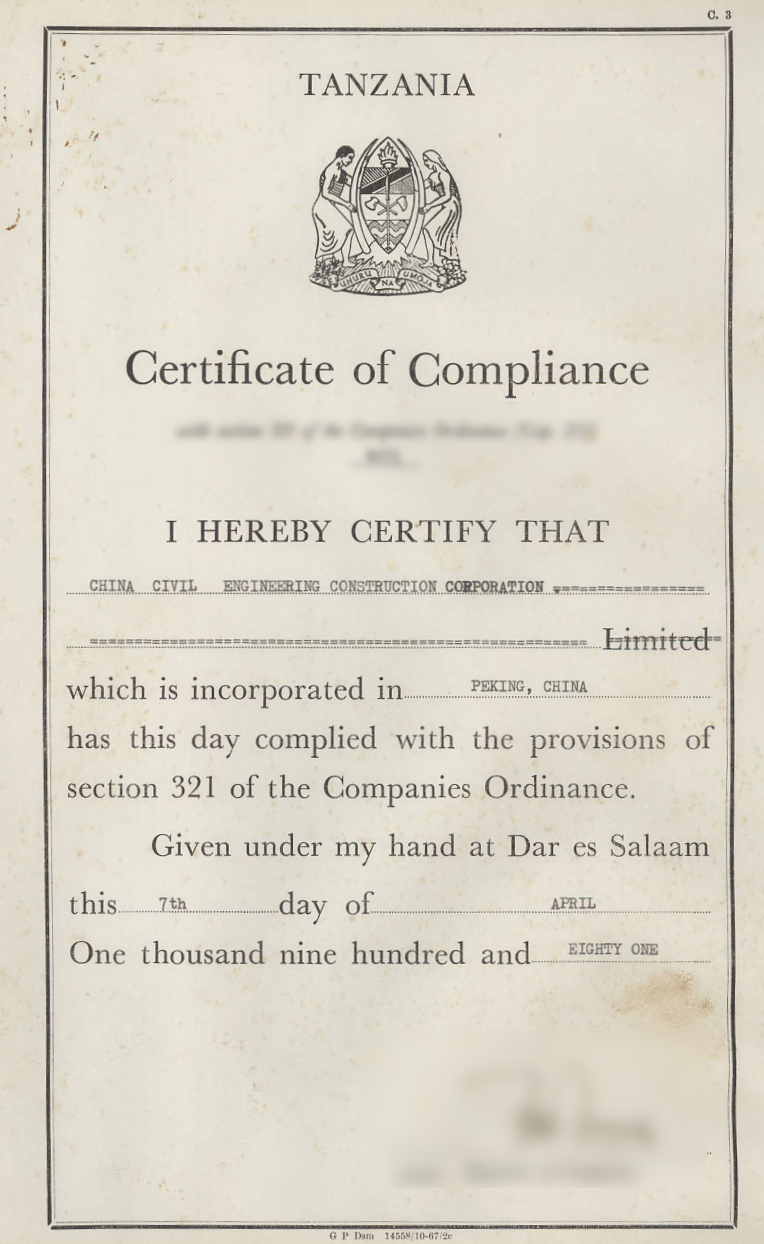 C. 3
TANZANIA
UHURU NA UMOJA
Certificate of Compliance
I HEREBY CERTIFY THAT
CHINA CIVIL ENGINEERING CONSTRUCTION CORPORATION ==================
======================================================== Limited
which is incorporated in PEKING, CHINA
has this day complied with the provisions of
section 321 of the Companies Ordinance.
Given under my hand at Dar es Salaam
this 7th day of APRIL
One thousand nine hundred and EIGHTY ONE
G P Dsm 14558/10-67/2c